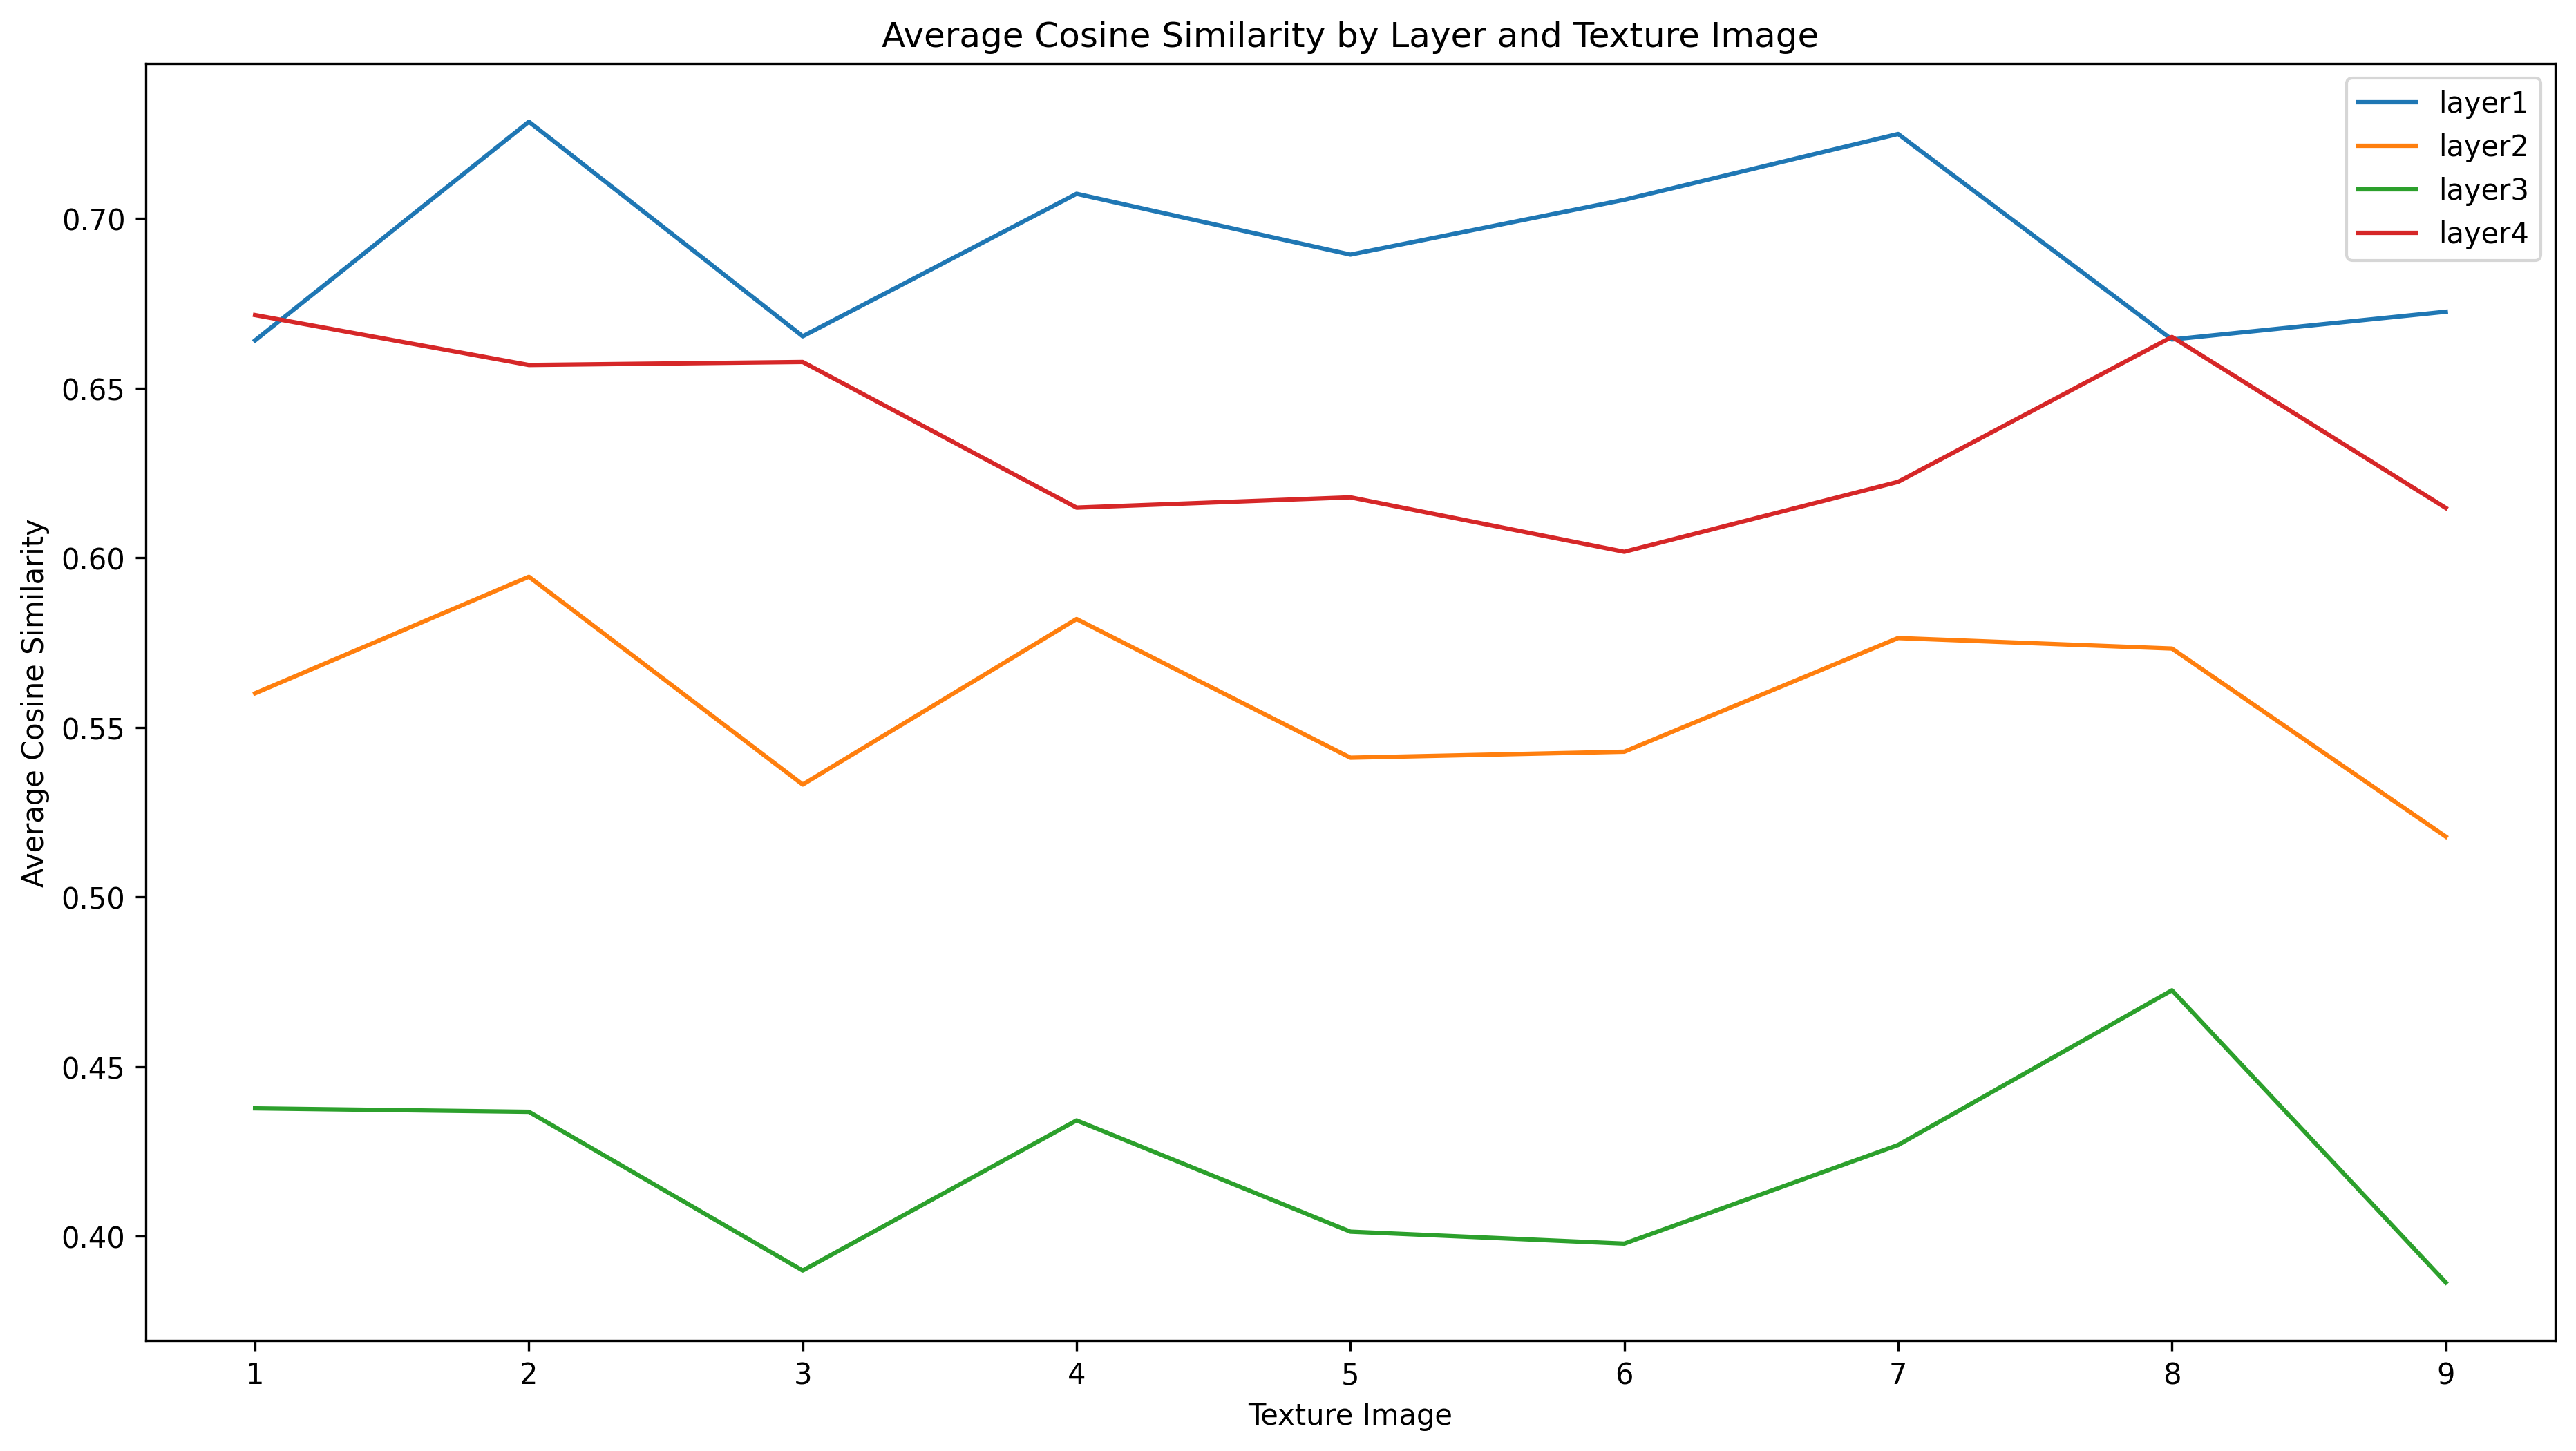 Average Cosine Similarity by Layer and Texture Image
layer1
layer2
layer3
layer4
Average Cosine Similarity
0.70
0.65
0.60
0.55
0.50
0.45
0.40
1 2 3 4 5 6 7 8 9
Texture Image